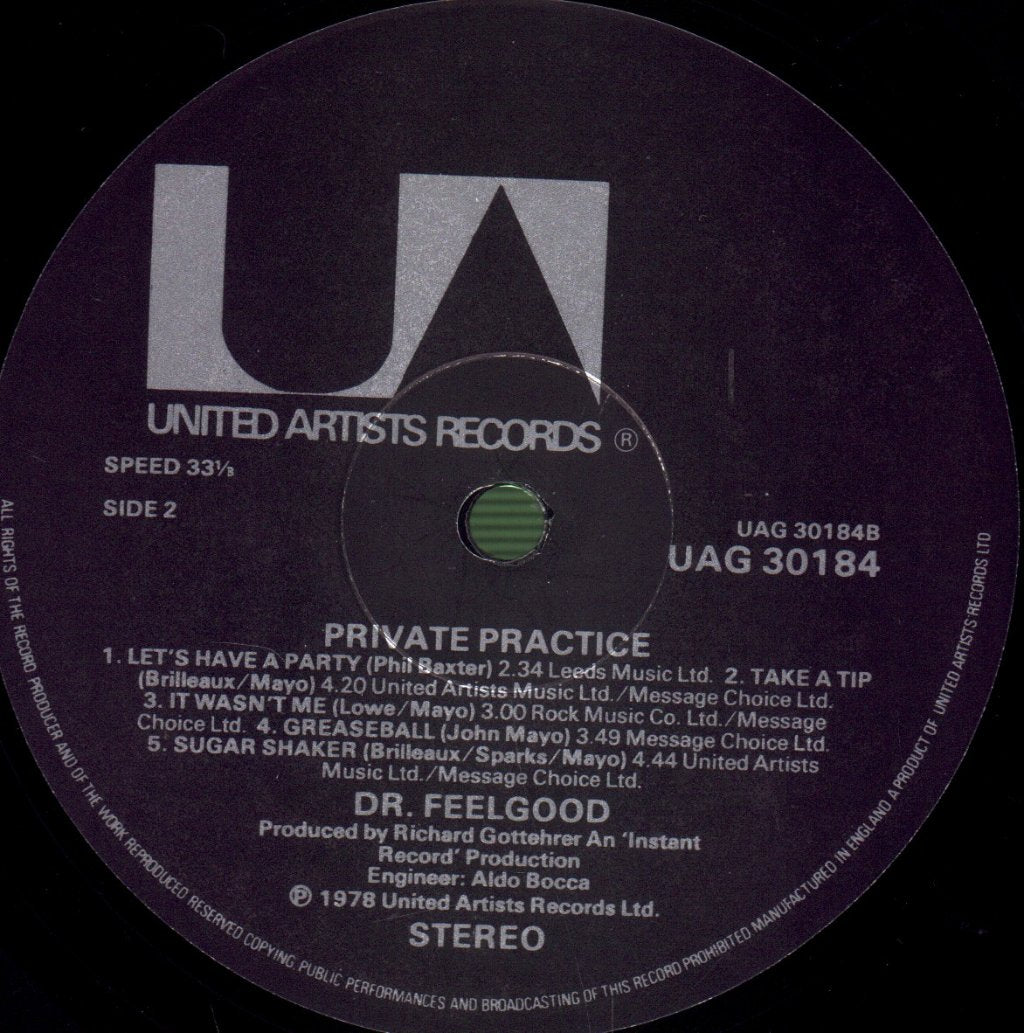 UA
UNITED ARTISTS RECORDS ®
SPEED 33⅓
SIDE 2
UAG 30184B
UAG 30184
PRIVATE PRACTICE
1. LET'S HAVE A PARTY (Phil Baxter) 2.34 Leeds Music Ltd. 2. TAKE A TIP
(Brilleaux/Mayo) 4.20 United Artists Music Ltd./Message Choice Ltd.
3. IT WASN'T ME (Lowe/Mayo) 3.00 Rock Music Co. Ltd./Message
Choice Ltd. 4. GREASEBALL (John Mayo) 3.49 Message Choice Ltd.
5. SUGAR SHAKER (Brilleaux/Sparks/Mayo) 4.44 United Artists
Music Ltd./Message Choice Ltd.
DR. FEELGOOD
Produced by Richard Gottehrer An 'Instant
Record' Production
Engineer: Aldo Bocca
℗ 1978 United Artists Records Ltd.
STEREO
ALL RIGHTS OF THE RECORD PRODUCER AND OF THE WORK REPRODUCED RESERVED COPYING PUBLIC PERFORMANCES AND BROADCASTING OF THIS RECORD PROHIBITED MANUFACTURED IN ENGLAND A PRODUCT OF UNITED ARTISTS RECORDS LTD